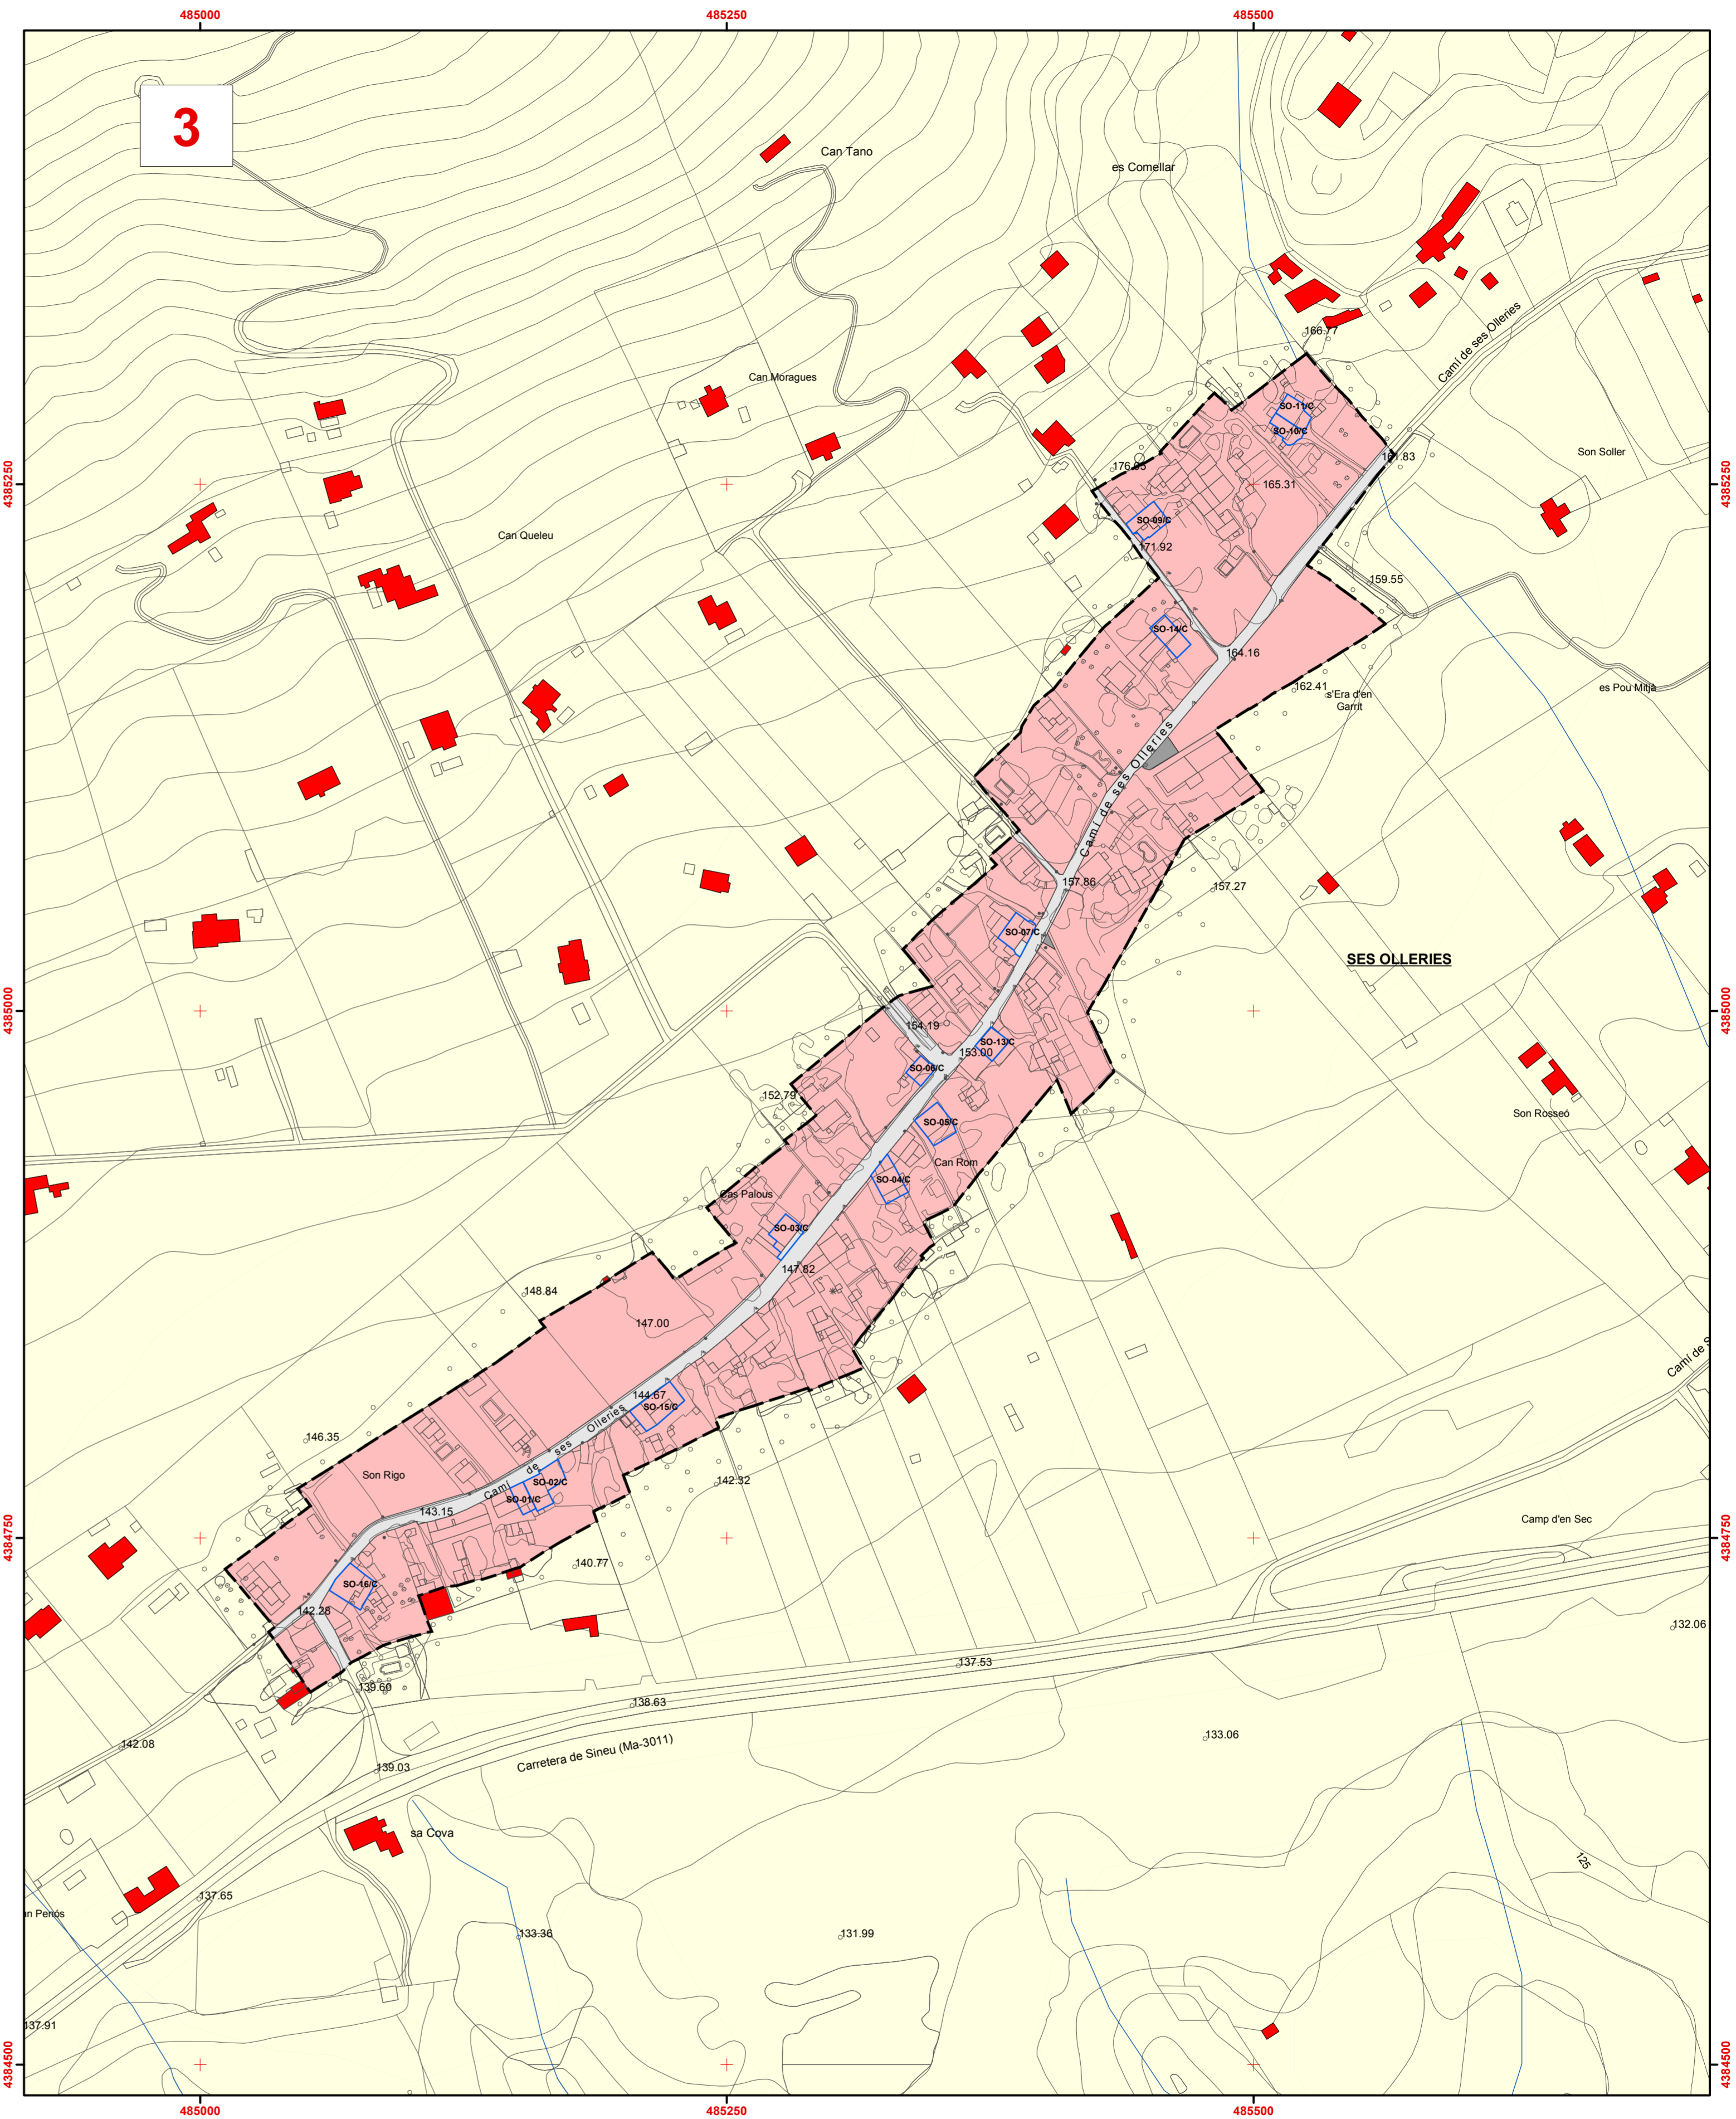 485000
485250
485500
3
Can Tano
es Comellar
166.77
Camí de ses Olleries
Can Moragues
SO-11/C
SO-10/C
Son Soller
161.83
4385250
4385250
165.31
SO-09/C
171.92
Can Queleu
159.55
SO-14/C
164.16
162.41
s'Era d'en
Garrit
es Pou Mitjà
Camí de ses Olleries
157.86
157.27
SO-07/C
SES OLLERIES
4385000
4385000
154.19
SO-13/C
153.00
SO-06/C
152.79
SO-05/C
Son Rosseó
Can Rom
SO-04/C
Cas Palous
SO-03/C
147.82
148.84
147.00
144.67
SO-15/C
Camí de ses Olleries
146.35
Son Rigo
142.32
SO-02/C
SO-01/C
143.15
Camp d'en Sec
4384750
4384750
140.77
SO-16/C
142.28
132.06
137.53
139.60
138.63
133.06
142.08
Carretera de Sineu (Ma-3011)
139.03
sa Cova
125
137.65
133.36
131.99
137.91
4384500
4384500
485000
485250
485500